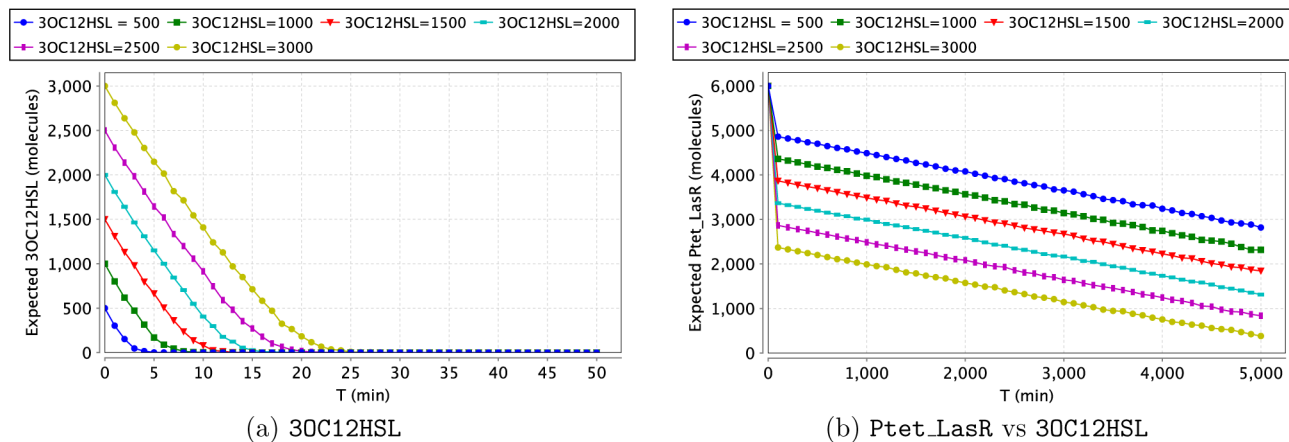 3OC12HSL = 500 3OC12HSL=1000 3OC12HSL=1500 3OC12HSL=2000
3OC12HSL=2500 3OC12HSL=3000
Expected 3OC12HSL (molecules)
3,000
2,500
2,000
1,500
1,000
500
0
0 5 10 15 20 25 30 35 40 45 50
T (min)
(a) 3OC12HSL
3OC12HSL = 500 3OC12HSL=1000 3OC12HSL=1500 3OC12HSL=2000
3OC12HSL=2500 3OC12HSL=3000
Expected Ptet_LasR (molecules)
6,000
5,000
4,000
3,000
2,000
1,000
0
0 1,000 2,000 3,000 4,000 5,000
T (min)
(b) Ptet_LasR vs 3OC12HSL